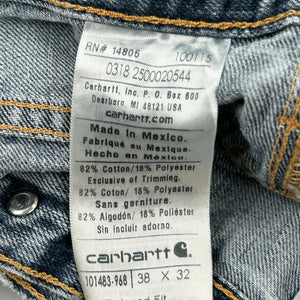 RN# 14806 100115
0318 2500020544
Carhartt, Inc. P. O. Box 600
Dearborn, MI 48121 USA
carhartt.com
Made in Mexico.
Fabriqué au Mexique.
Hecho en México.
82% Cotton/ 18% Polyester
Exclusive of Trimming.
82% Coton/ 18% Polyester
Sans garniture.
82% Algodón/ 18% Poliéster
Sin incluir adorno.
carhartt
101483-968 38 X 32
Fit